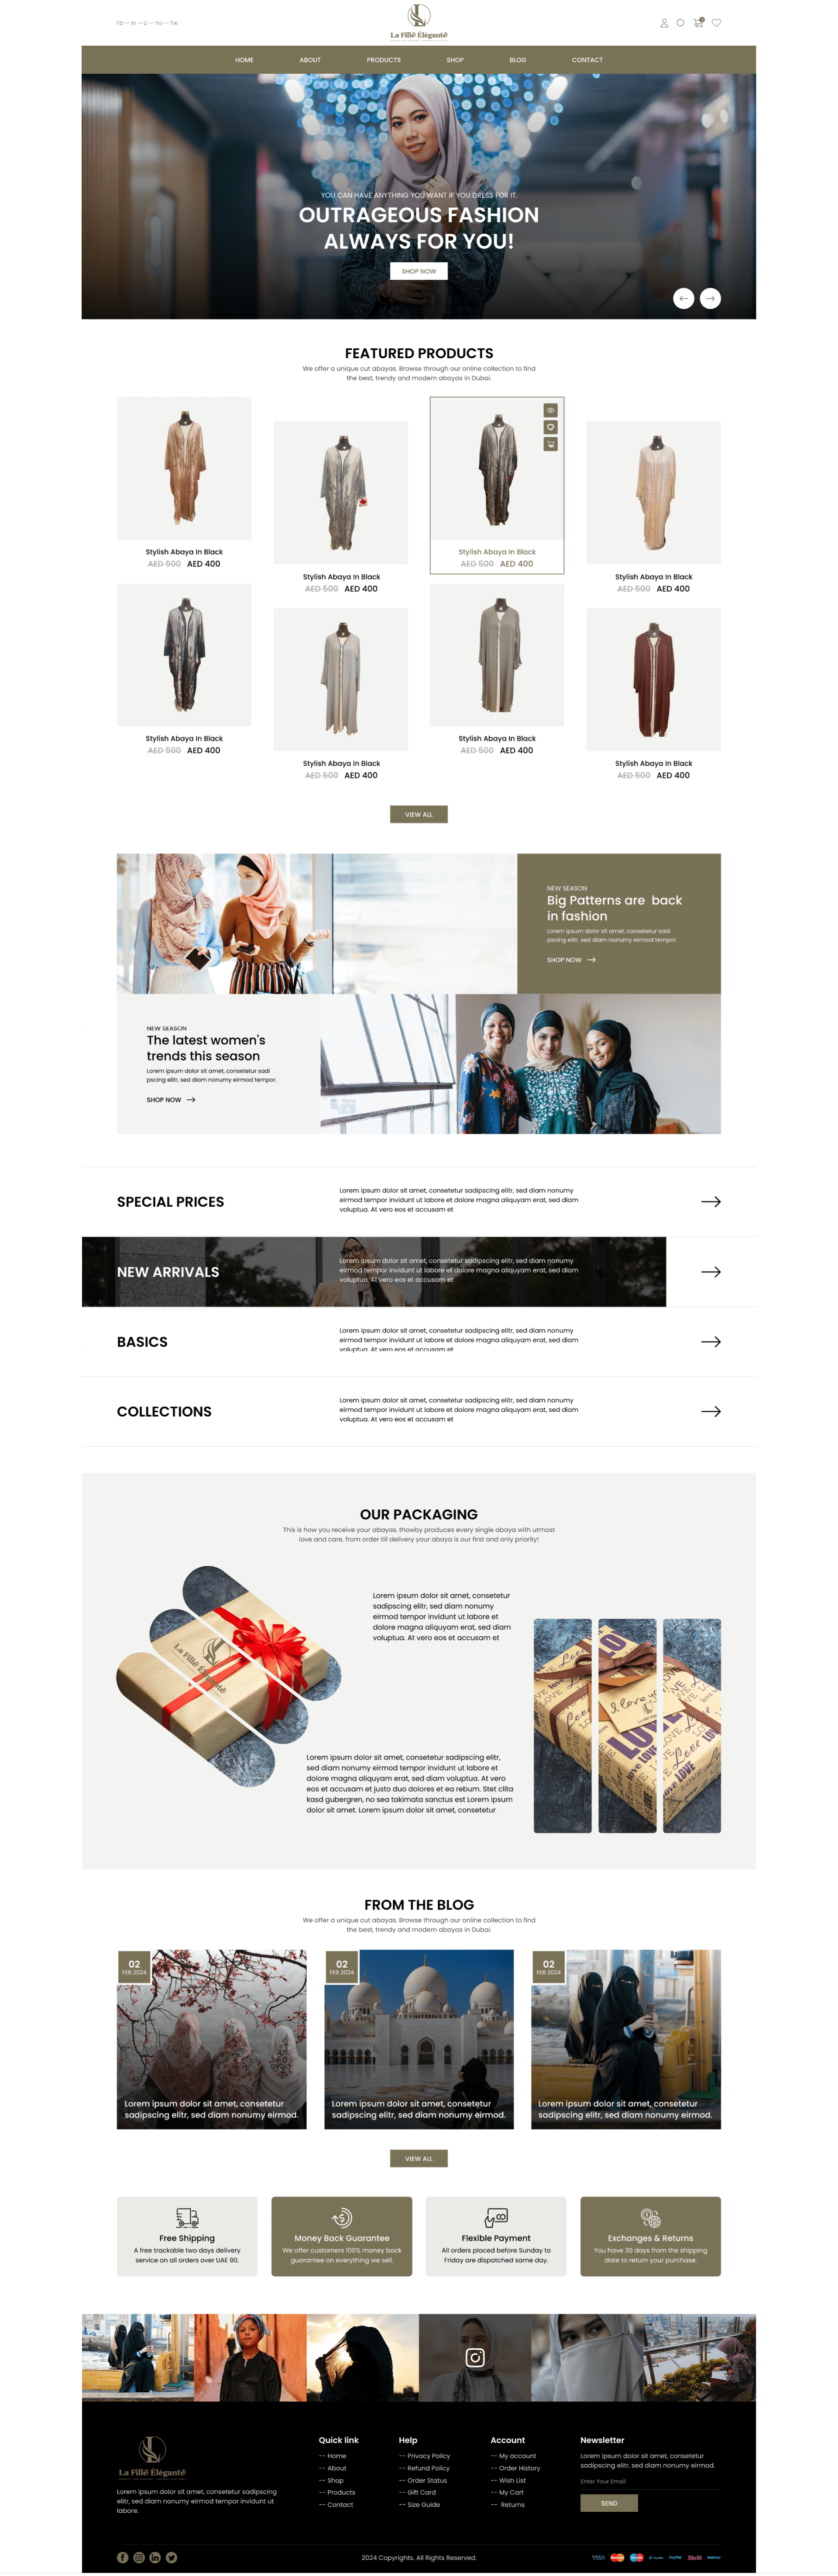 Fb — In — Li — Yo — Tw
La Fille Élégante
HOME ABOUT PRODUCTS SHOP BLOG CONTACT
YOU CAN HAVE ANYTHING YOU WANT IF YOU DRESS FOR IT.
OUTRAGEOUS FASHION
ALWAYS FOR YOU!
SHOP NOW
FEATURED PRODUCTS
We offer a unique cut abayas. Browse through our online collection to find
the best, trendy and modern abayas in Dubai.
Stylish Abaya In Black
AED 500 AED 400
Stylish Abaya In Black
AED 500 AED 400
Stylish Abaya In Black
AED 500 AED 400
Stylish Abaya In Black
AED 500 AED 400
Stylish Abaya In Black
AED 500 AED 400
Stylish Abaya In Black
AED 500 AED 400
Stylish Abaya In Black
AED 500 AED 400
Stylish Abaya In Black
AED 500 AED 400
VIEW ALL
NEW SEASON
Big Patterns are back
in fashion
Lorem ipsum dolor sit amet, consetetur sadi
pscing elitr, sed diam nonumy eirmod tempor.
SHOP NOW
NEW SEASON
The latest women's
trends this season
Lorem ipsum dolor sit amet, consetetur sadi
pscing elitr, sed diam nonumy eirmod tempor.
SHOP NOW
SPECIAL PRICES
Lorem ipsum dolor sit amet, consetetur sadipscing elitr, sed diam nonumy
eirmod tempor invidunt ut labore et dolore magna aliquyam erat, sed diam
voluptua. At vero eos et accusam et
NEW ARRIVALS
Lorem ipsum dolor sit amet, consetetur sadipscing elitr, sed diam nonumy
eirmod tempor invidunt ut labore et dolore magna aliquyam erat, sed diam
voluptua. At vero eos et accusam et
BASICS
Lorem ipsum dolor sit amet, consetetur sadipscing elitr, sed diam nonumy
eirmod tempor invidunt ut labore et dolore magna aliquyam erat, sed diam
voluptua. At vero eos et accusam et
COLLECTIONS
Lorem ipsum dolor sit amet, consetetur sadipscing elitr, sed diam nonumy
eirmod tempor invidunt ut labore et dolore magna aliquyam erat, sed diam
voluptua. At vero eos et accusam et
OUR PACKAGING
This is how you receive your abayas. thowby produces every single abaya with utmost
love and care. from order till delivery your abaya is our first and only priority!
Lorem ipsum dolor sit amet, consetetur
sadipscing elitr, sed diam nonumy
eirmod tempor invidunt ut labore et
dolore magna aliquyam erat, sed diam
voluptua. At vero eos et accusam et
La Fille Élégante
I love you
LOVE
Lorem ipsum dolor sit amet, consetetur sadipscing elitr,
sed diam nonumy eirmod tempor invidunt ut labore et
dolore magna aliquyam erat, sed diam voluptua. At vero
eos et accusam et justo duo dolores et ea rebum. Stet clita
kasd gubergren, no sea takimata sanctus est Lorem ipsum
dolor sit amet. Lorem ipsum dolor sit amet, consetetur
FROM THE BLOG
We offer a unique cut abayas. Browse through our online collection to find
the best, trendy and modern abayas in Dubai.
02
FEB 2024
Lorem ipsum dolor sit amet, consetetur
sadipscing elitr, sed diam nonumy eirmod.
02
FEB 2024
Lorem ipsum dolor sit amet, consetetur
sadipscing elitr, sed diam nonumy eirmod.
02
FEB 2024
Lorem ipsum dolor sit amet, consetetur
sadipscing elitr, sed diam nonumy eirmod.
VIEW ALL
Free Shipping
A free trackable two days delivery
service on all orders over UAE 90.
Money Back Guarantee
We offer customers 100% money back
guarantee on everything we sell.
Flexible Payment
All orders placed before Sunday to
Friday are dispatched same day.
Exchanges & Returns
You have 30 days from the shipping
date to return your purchase.
La Fille Élégante
Lorem ipsum dolor sit amet, consetetur sadipscing
elitr, sed diam nonumy eirmod tempor invidunt ut
labore.
Quick link
-- Home
-- About
-- Shop
-- Products
-- Contact
Help
-- Privacy Policy
-- Refund Policy
-- Order Status
-- Gift Card
-- Size Guide
Account
-- My account
-- Order History
-- Wish List
-- My Cart
-- Returns
Newsletter
Lorem ipsum dolor sit amet, consetetur
sadipscing elitr, sed diam nonumy eirmod.
Enter Your Email
SEND
2024 Copyrights. All Rights Reserved.
VISA PayPal Skrill